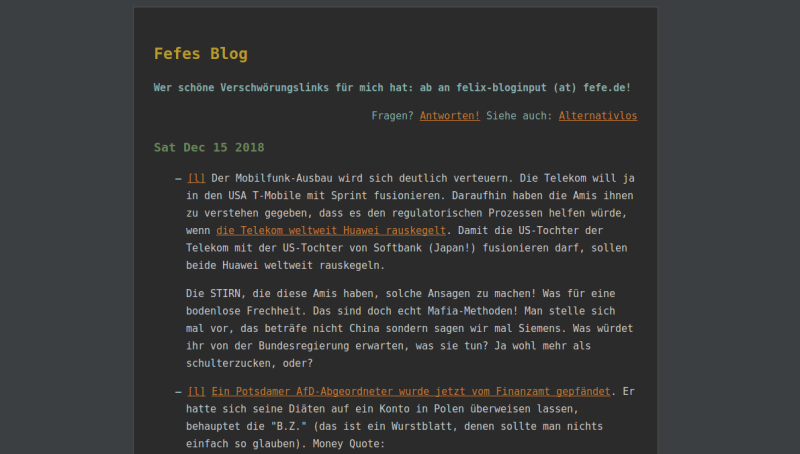 Fefes Blog
Wer schöne Verschwörungslinks für mich hat: ab an felix-bloginput (at) fefe.de!
Fragen? Antworten! Siehe auch: Alternativlos
Sat Dec 15 2018
– [l] Der Mobilfunk-Ausbau wird sich deutlich verteuern. Die Telekom will ja
in den USA T-Mobile mit Sprint fusionieren. Daraufhin haben die Amis ihnen
zu verstehen gegeben, dass es den regulatorischen Prozessen helfen würde,
wenn die Telekom weltweit Huawei rauskegelt. Damit die US-Tochter der
Telekom mit der US-Tochter von Softbank (Japan!) fusionieren darf, sollen
beide Huawei weltweit rauskegeln.
Die STIRN, die diese Amis haben, solche Ansagen zu machen! Was für eine
bodenlose Frechheit. Das sind doch echt Mafia-Methoden! Man stelle sich
mal vor, das beträfe nicht China sondern sagen wir mal Siemens. Was würdet
ihr von der Bundesregierung erwarten, was sie tun? Ja wohl mehr als
schulterzucken, oder?
– [l] Ein Potsdamer AfD-Abgeordneter wurde jetzt vom Finanzamt gepfändet. Er
hatte sich seine Diäten auf ein Konto in Polen überweisen lassen,
behauptet die "B.Z." (das ist ein Wurstblatt, denen sollte man nichts
einfach so glauben). Money Quote: